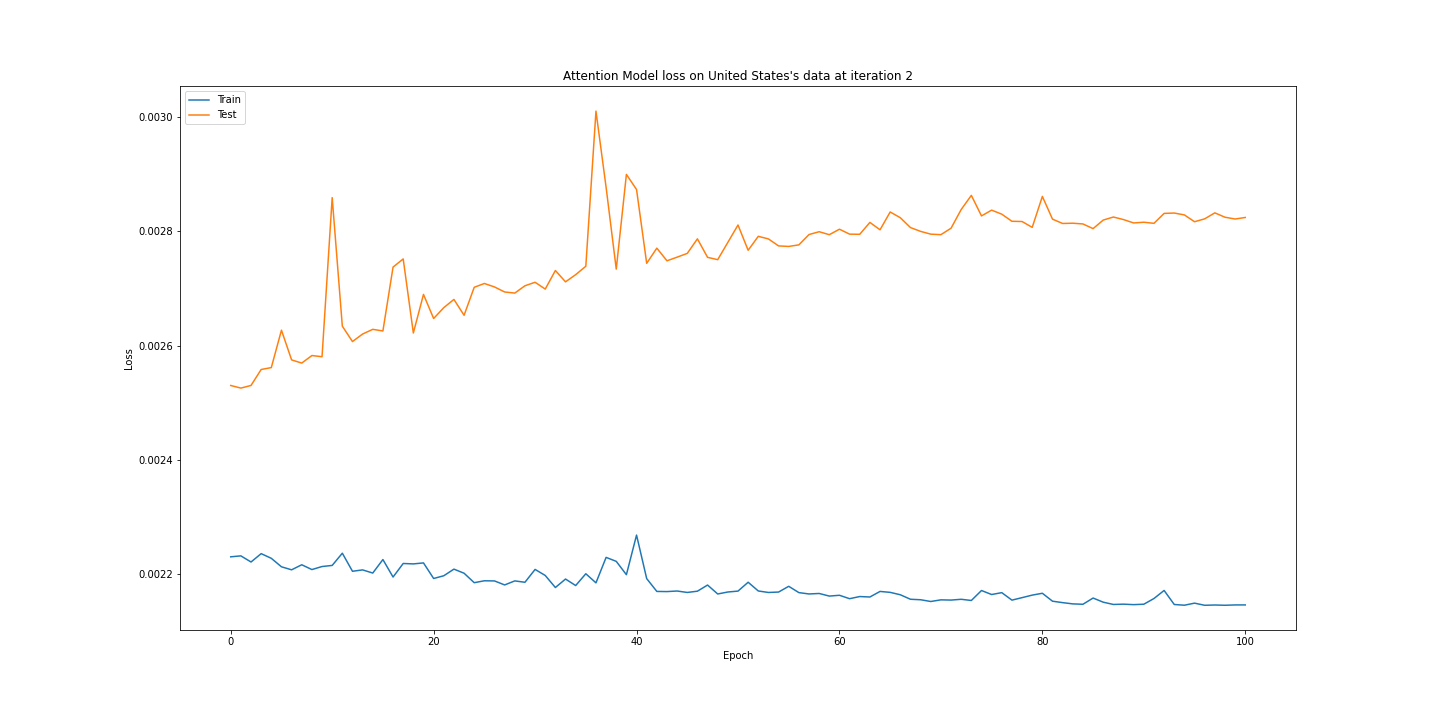 Attention Model loss on United States's data at iteration 2
Train
Test
0.0030
0.0028
0.0026
0.0024
0.0022
Loss
0
20
40
60
80
100
Epoch